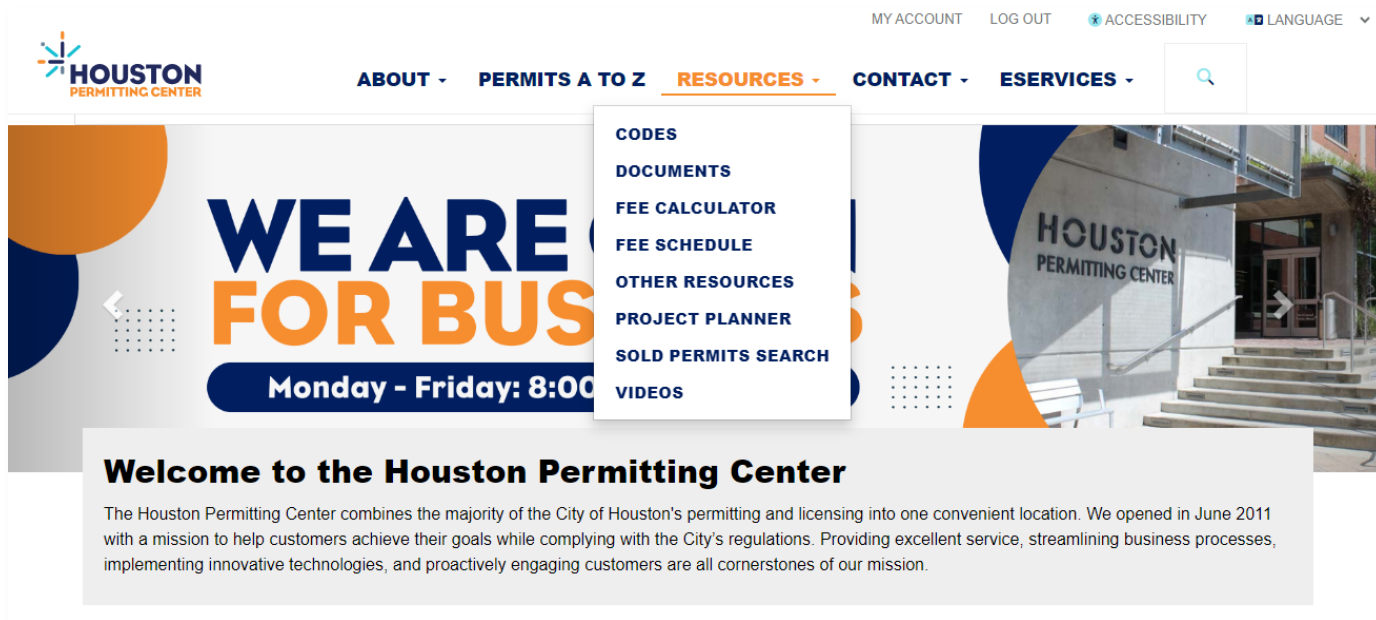 MY ACCOUNT LOG OUT ACCESSIBILITY LANGUAGE
HOUSTON
PERMITTING CENTER
ABOUT PERMITS A TO Z RESOURCES CONTACT ESERVICES
CODES
DOCUMENTS
FEE CALCULATOR
FEE SCHEDULE
OTHER RESOURCES
PROJECT PLANNER
SOLD PERMITS SEARCH
VIDEOS
WE ARE
FOR BUS S
Monday - Friday: 8:00
HOUSTON
PERMITTING CENTER
Welcome to the Houston Permitting Center
The Houston Permitting Center combines the majority of the City of Houston's permitting and licensing into one convenient location. We opened in June 2011
with a mission to help customers achieve their goals while complying with the City’s regulations. Providing excellent service, streamlining business processes,
implementing innovative technologies, and proactively engaging customers are all cornerstones of our mission.